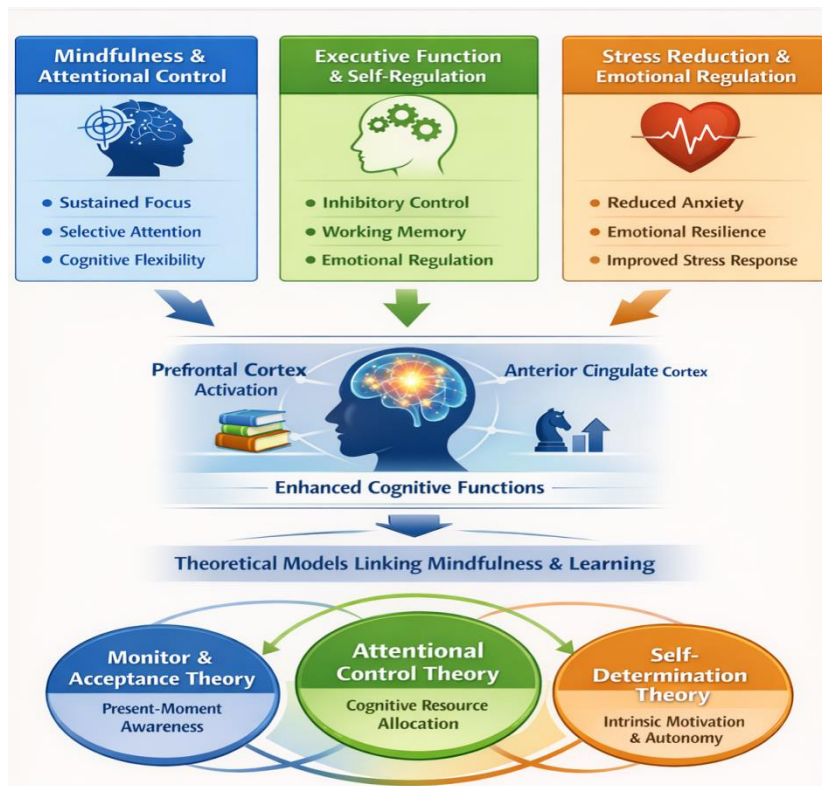 Mindfulness &
Attentional Control
• Sustained Focus
• Selective Attention
• Cognitive Flexibility
Executive Function
& Self-Regulation
• Inhibitory Control
• Working Memory
• Emotional Regulation
Stress Reduction &
Emotional Regulation
• Reduced Anxiety
• Emotional Resilience
• Improved Stress Response
Prefrontal Cortex
Activation
Anterior Cingulate Cortex
Enhanced Cognitive Functions
Theoretical Models Linking Mindfulness & Learning
Monitor &
Acceptance Theory
Present-Moment
Awareness
Attentional
Control Theory
Cognitive Resource
Allocation
Self-
Determination
Theory
Intrinsic Motivation
& Autonomy